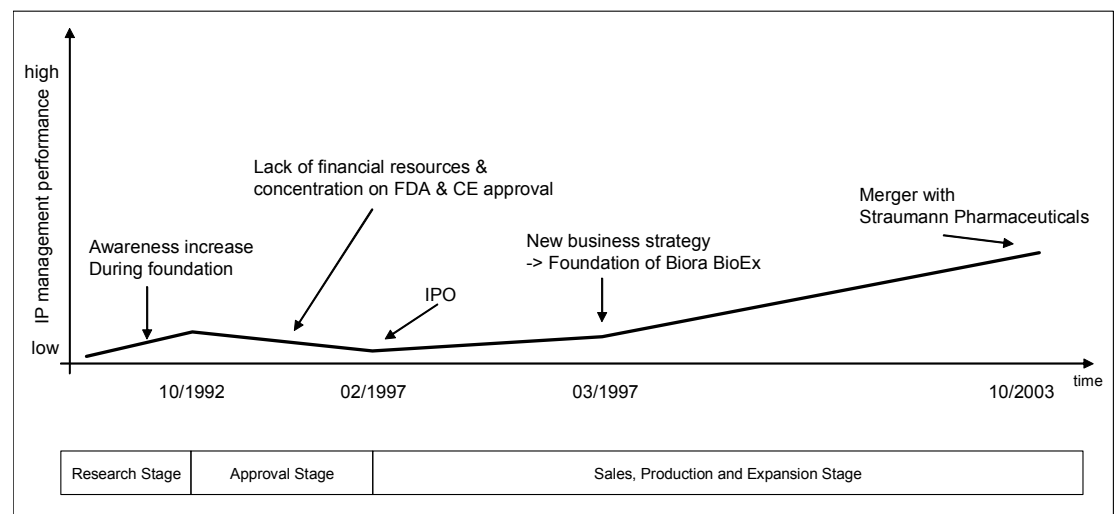 high
IP management performance
low
Lack of financial resources &
concentration on FDA & CE approval
Merger with
Straumann Pharmaceuticals
Awareness increase
During foundation
New business strategy
-> Foundation of Biora BioEx
IPO
10/1992
02/1997
03/1997
10/2003
time
Research Stage
Approval Stage
Sales, Production and Expansion Stage